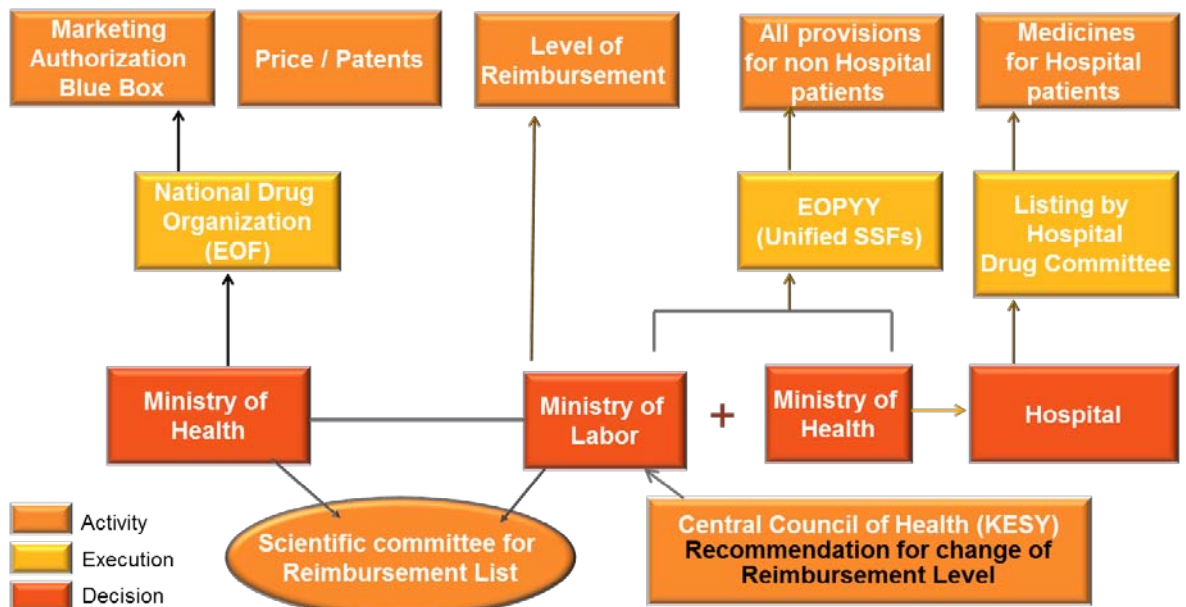 Marketing
Authorization
Blue Box
Price / Patents
Level of
Reimbursement
All provisions
for non Hospital
patients
Medicines
for Hospital
patients
National Drug
Organization
(EOF)
EOPYY
(Unified SSFs)
Listing by
Hospital
Drug Committee
Ministry of
Health
Ministry of
Labor
+
Ministry of
Health
Hospital
Scientific committee for
Reimbursement List
Central Council of Health (KESY)
Recommendation for change of
Reimbursement Level
Activity
Execution
Decision